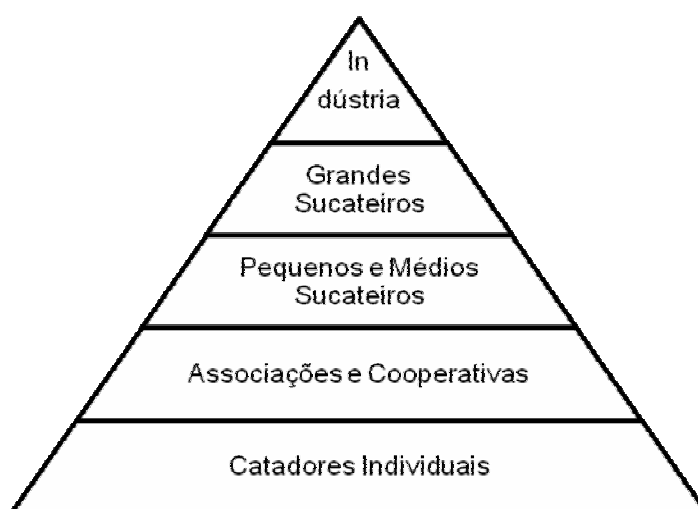 In
dústria
Grandes
Sucateiros
Pequenos e Médios
Sucateiros
Associações e Cooperativas
Catadores Individuais